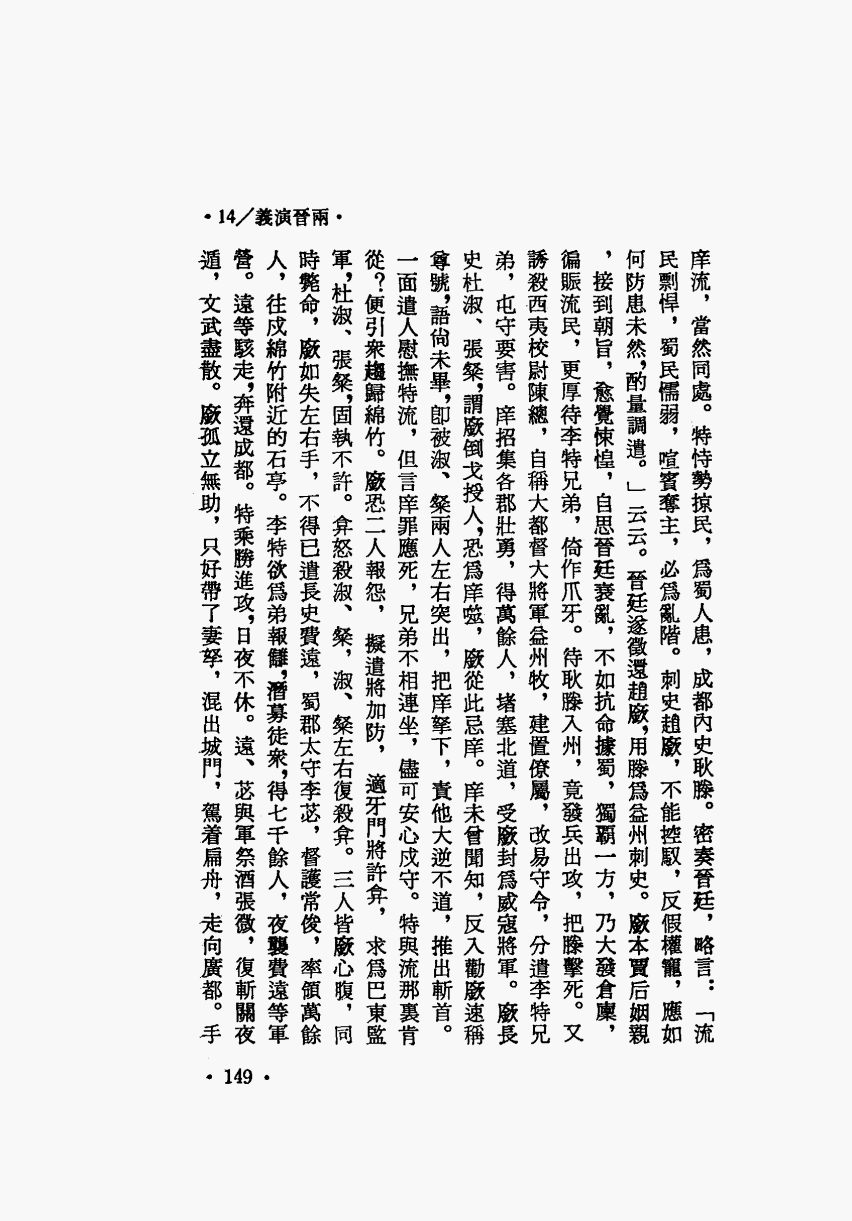 •14／義演晉兩•
庠流，當然同處。特恃勢掠民，爲蜀人患，成都內史耿滕。密奏晉廷，略言：「流
民剽悍，蜀民懦弱，喧賓奪主，必爲亂階。刺史趙廞，不能控馭，反假權寵，應如
何防患未然，酌量調遣。」云云。晉廷遂徵還趙廞，用滕爲益州刺史。廞本賈后姻親
，接到朝旨，愈覺悚惶，自思晉廷衰亂，不如抗命據蜀，獨霸一方，乃大發倉廩，
徧賑流民，更厚待李特兄弟，倚作爪牙。待耿滕入州，竟發兵出攻，把滕擊死。又
誘殺西夷校尉陳總，自稱大都督大將軍益州牧，建置僚屬，改易守令，分遣李特兄
弟，屯守要害。庠招集各郡壯勇，得萬餘人，堵塞北道，受廞封爲威寇將軍。廞長
史杜淑、張粲，謂廞倒戈授人，恐爲庠噬，廞從此忌庠。庠未曾聞知，反入勸廞速稱
尊號，語尙未畢，卽被淑、粲兩人左右突出，把庠拏下，責他大逆不道，推出斬首。
一面遣人慰撫特流，但言庠罪應死，兄弟不相連坐，儘可安心戍守。特與流那裏肯
從？便引衆趨歸綿竹。廞恐二人報怨，擬遣將加防，適牙門將許弇，求爲巴東監
軍，杜淑、張粲，固執不許。弇怒殺淑、粲，淑、粲左右復殺弇。三人皆廞心腹，同
時斃命，廞如失左右手，不得已遣長史費遠，蜀郡太守李苾，督護常俊，率領萬餘
人，往戍綿竹附近的石亭。李特欲爲弟報讎，潛募徒衆，得七千餘人，夜襲費遠等軍
營。遠等駭走，奔還成都。特乘勝進攻，日夜不休。遠、苾與軍祭酒張微，復斬關夜
遁，文武盡散。廞孤立無助，只好帶了妻孥，混出城門，駕着扁舟，走向廣都。手
• 149 •